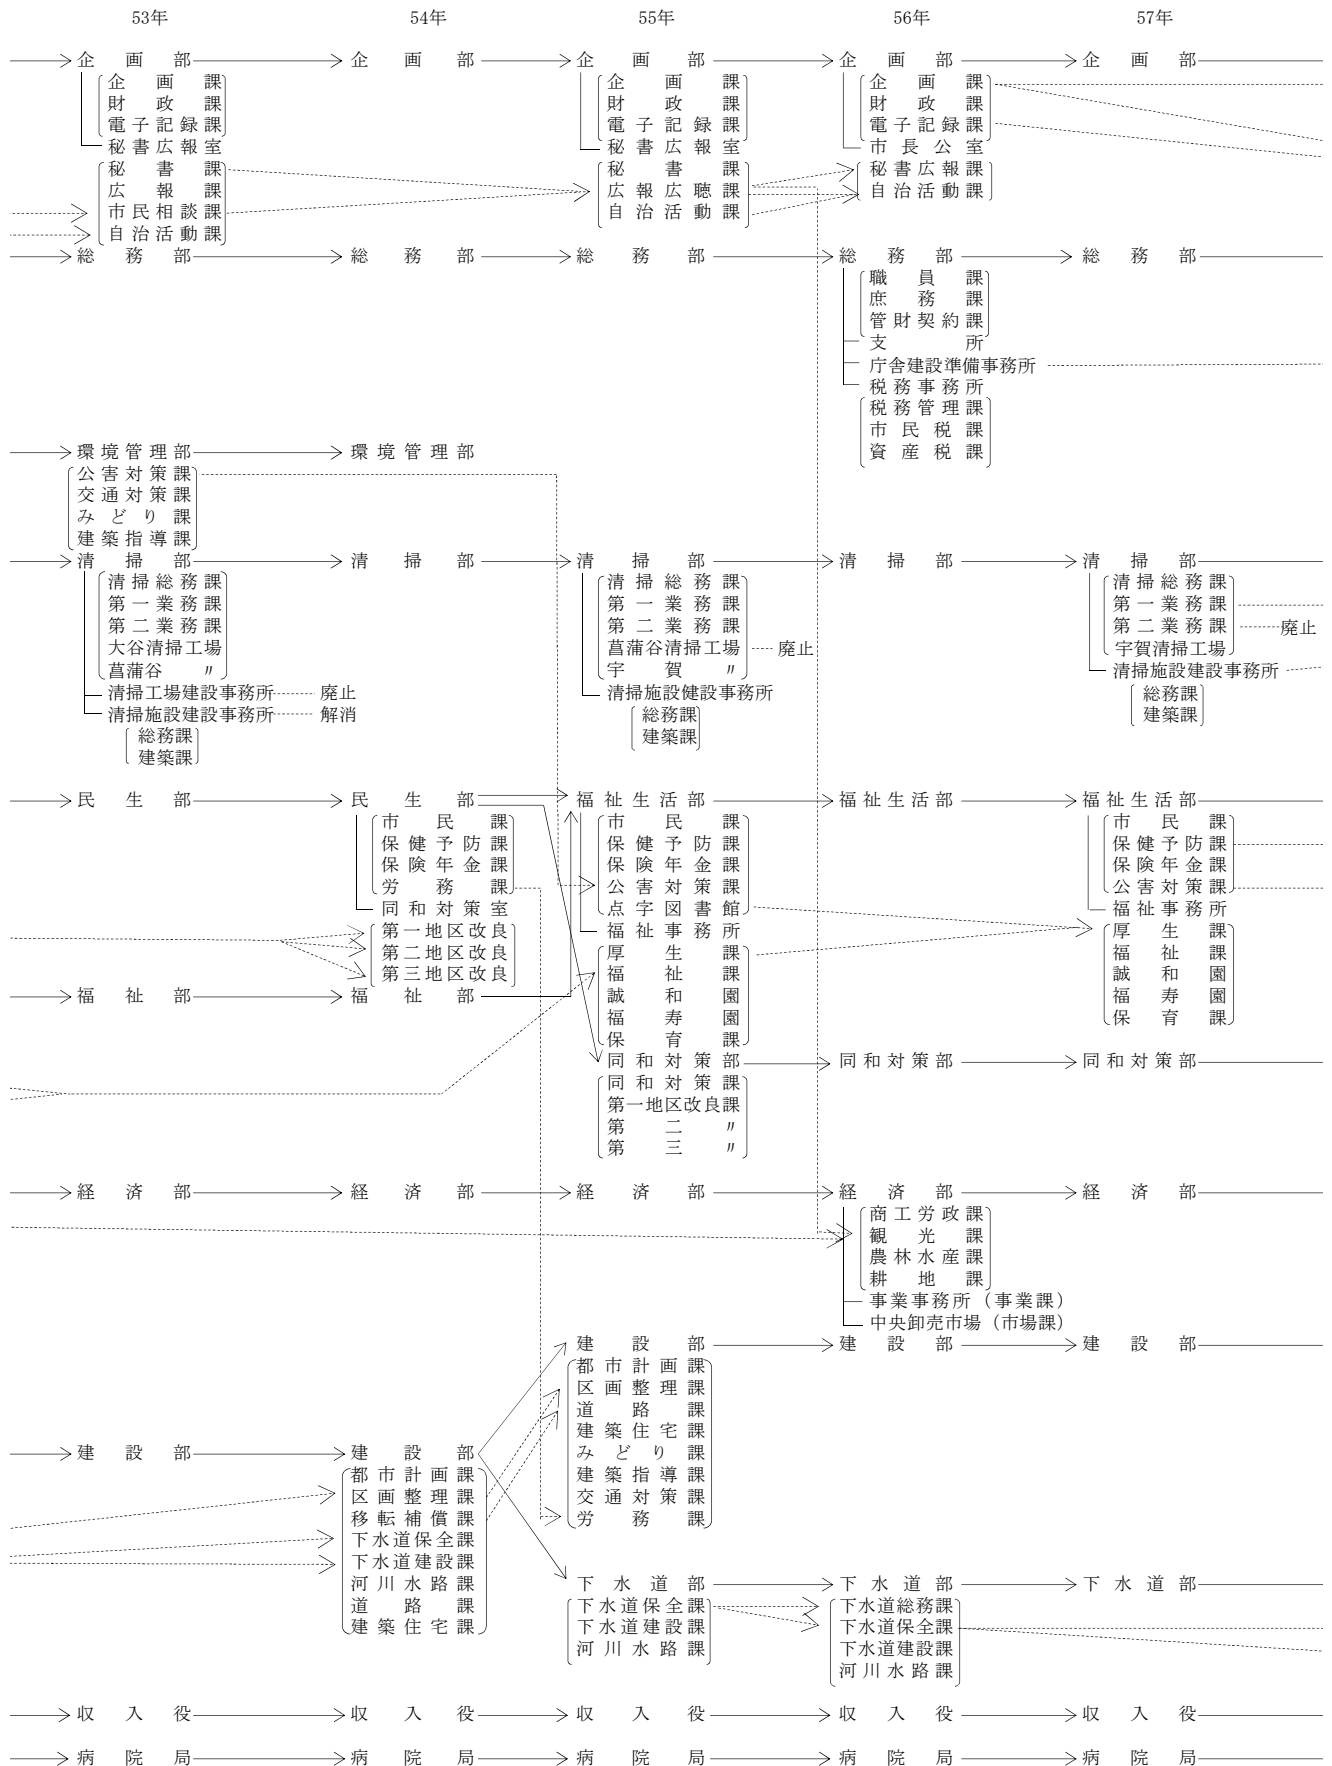 53年
54年
55年
56年
57年
企画部
企画部
企画部
企画部
企画部
企画課
財政課
電子記録課
秘書広報室
秘書課
広報課
市民相談課
自治活動課
企画課
財政課
電子記録課
秘書広報室
秘書課
広報広聴課
自治活動課
企画課
財政課
電子記録課
市長公室
秘書広報課
自治活動課
総務部
総務部
総務部
総務部
総務部
職員課
庶務課
管財契約課
支所
庁舎建設準備事務所
税務事務所
税務管理課
市民税課
資産税課
環境管理部
環境管理部
公害対策課
交通対策課
みどり課
建築指導課
清掃部
清掃部
清掃部
清掃部
清掃部
清掃総務課
第一業務課
第二業務課
大谷清掃工場
菖蒲谷〃
清掃工場建設事務所 廃止
清掃施設建設事務所 解消
総務課
建築課
清掃総務課
第一業務課
第二業務課
菖蒲谷清掃工場 廃止
宇賀〃
清掃施設健設事務所
総務課
建築課
清掃総務課
第一業務課
第二業務課 廃止
宇賀清掃工場
清掃施設建設事務所
総務課
建築課
民生部
民生部
福祉生活部
福祉生活部
福祉生活部
市民課
保健予防課
保険年金課
労務課
同和対策室
第一地区改良
第二地区改良
第三地区改良
市民課
保健予防課
保険年金課
公害対策課
点字図書館
福祉事務所
厚生課
福祉課
誠和園
福寿園
保育課
市民課
保健予防課
保険年金課
公害対策課
福祉事務所
厚生課
福祉課
誠和園
福寿園
保育課
福祉部
福祉部
同和対策部
同和対策部
同和対策部
同和対策課
第一地区改良課
第二〃
第三〃
経済部
経済部
経済部
経済部
経済部
商工労政課
観光課
農林水産課
耕地課
事業事務所（事業課）
中央卸売市場（市場課）
建設部
建設部
建設部
都市計画課
区画整理課
道路課
建築住宅課
みどり課
建築指導課
交通対策課
労務課
建設部
建設部
都市計画課
区画整理課
移転補償課
下水道保全課
下水道建設課
河川水路課
道路課
建築住宅課
下水道部
下水道部
下水道部
下水道保全課
下水道建設課
河川水路課
下水道総務課
下水道保全課
下水道建設課
河川水路課
収入役
収入役
収入役
収入役
収入役
病院局
病院局
病院局
病院局
病院局